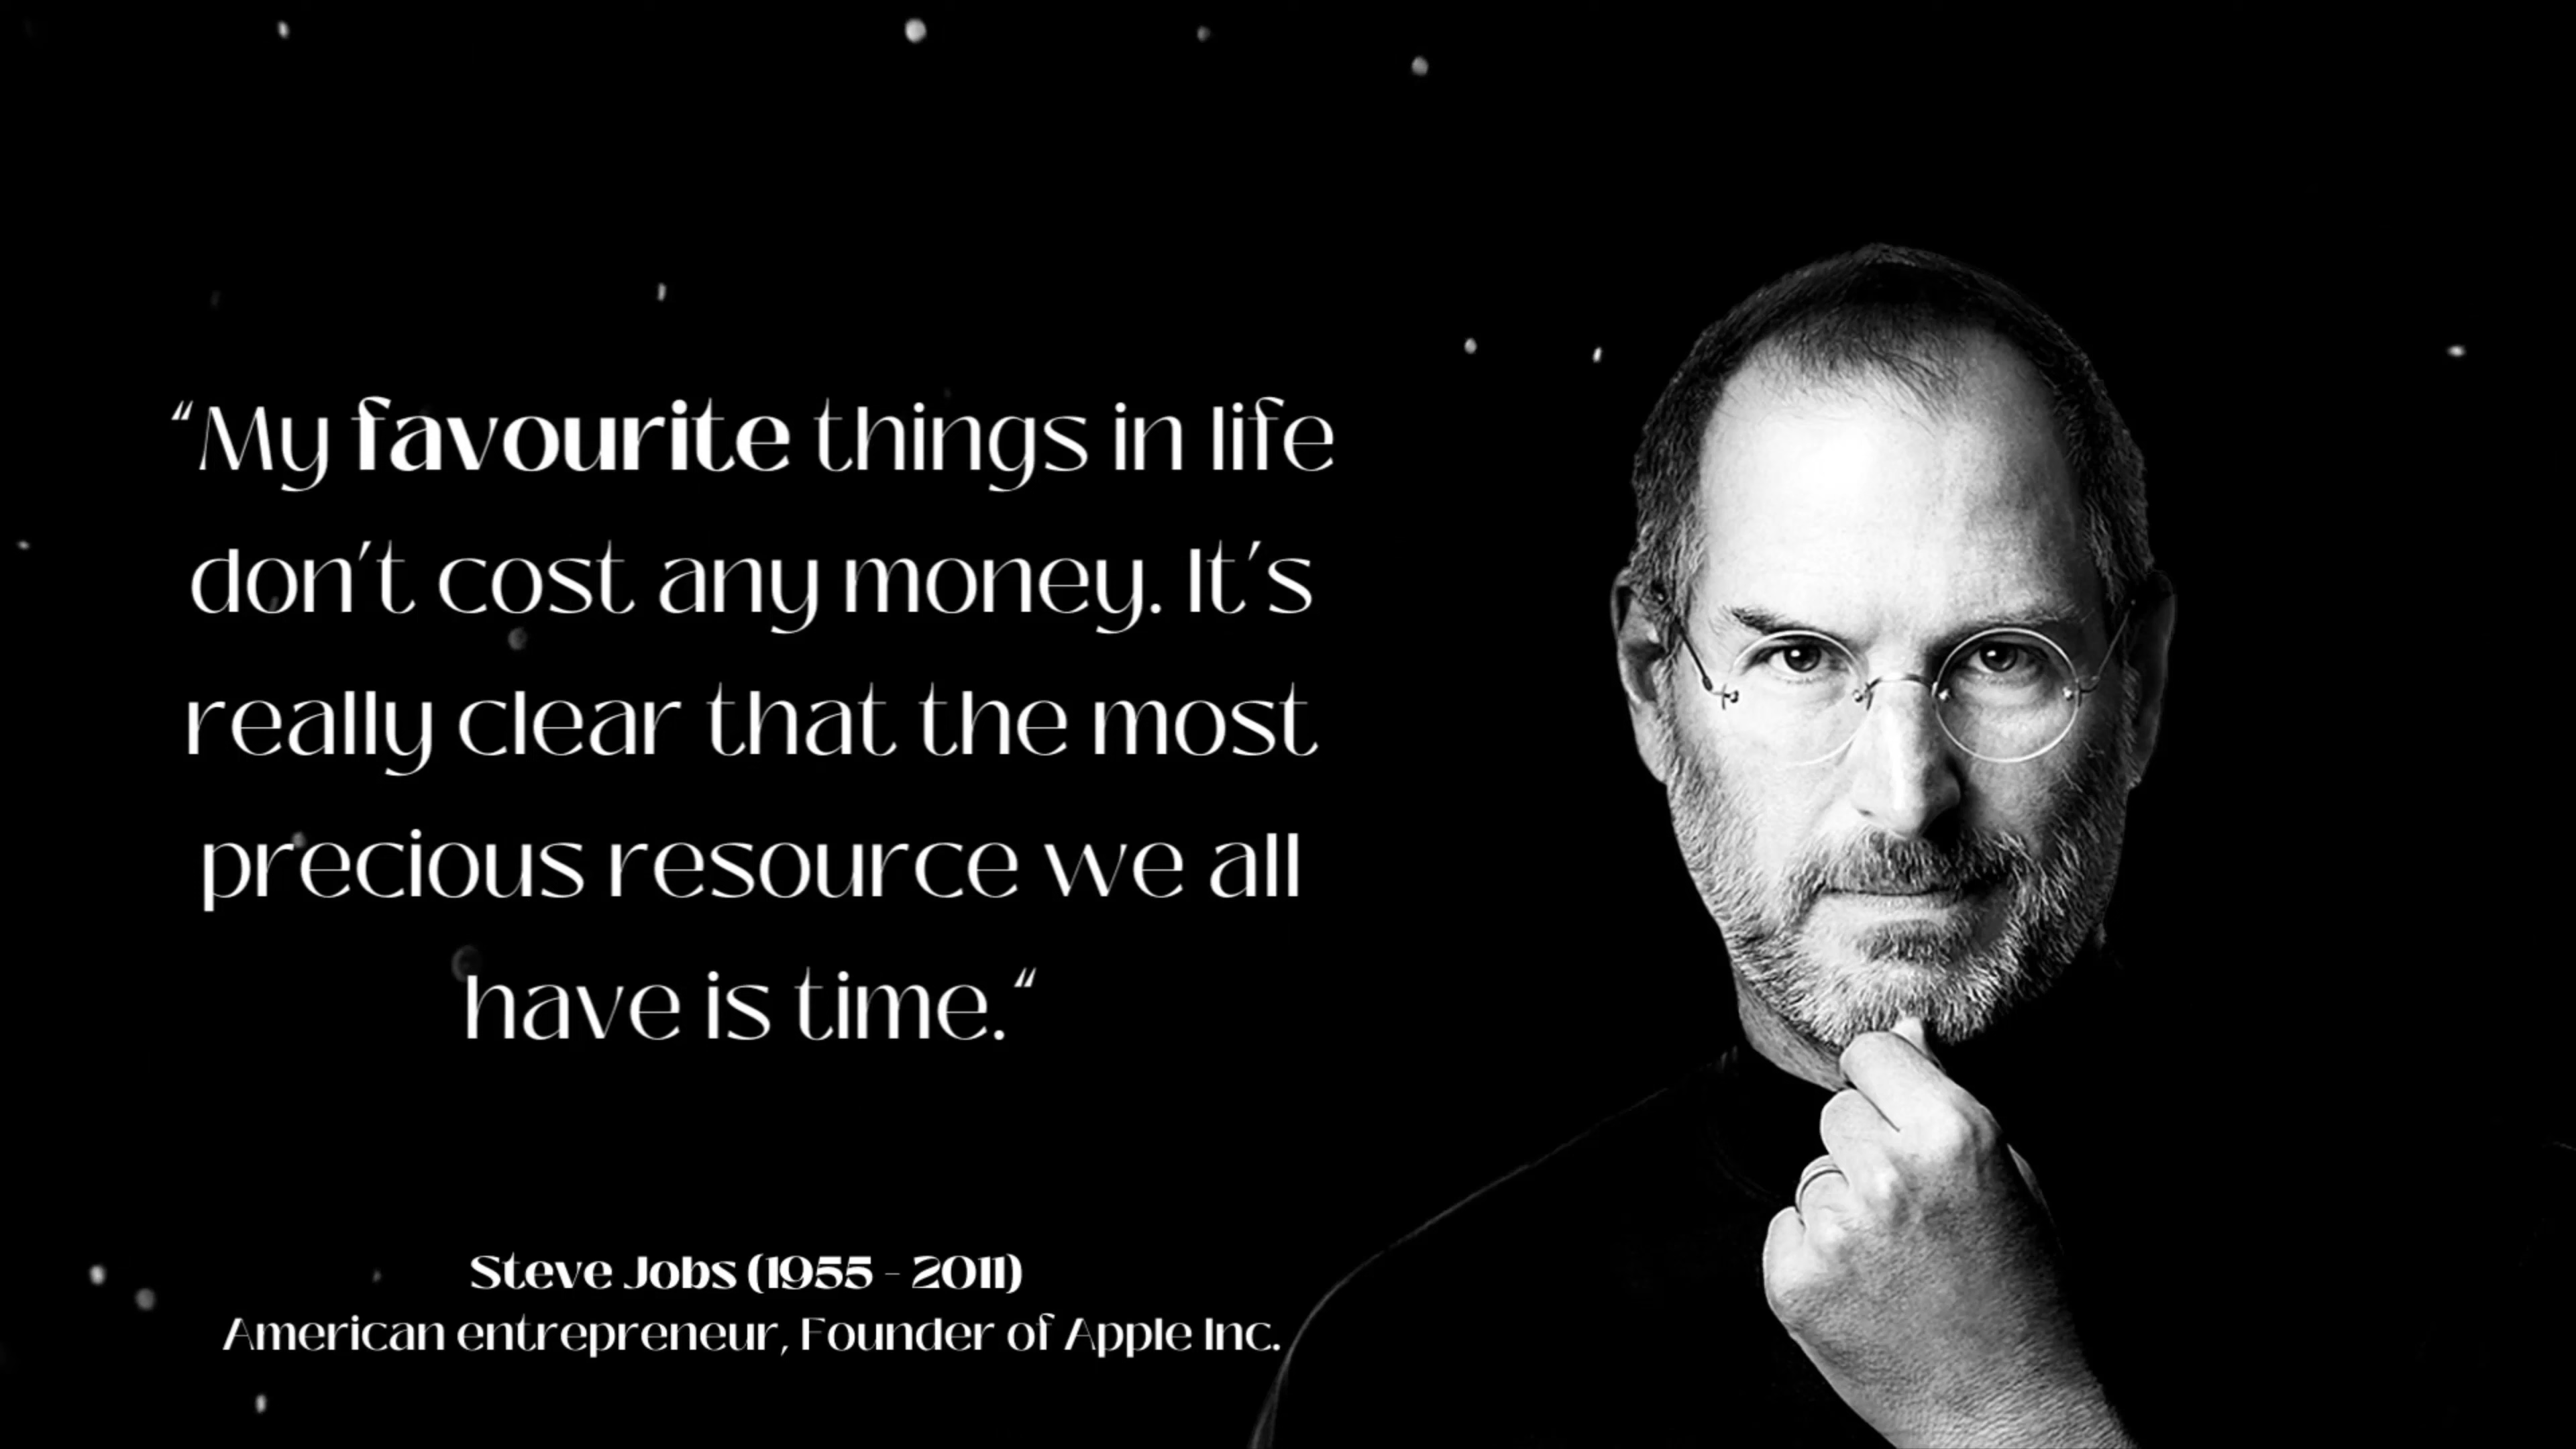 “My favourite things in life
don’t cost any money. It’s
really clear that the most
precious resource we all
have is time.“
Steve Jobs (1955 - 2011)
American entrepreneur, Founder of Apple Inc.